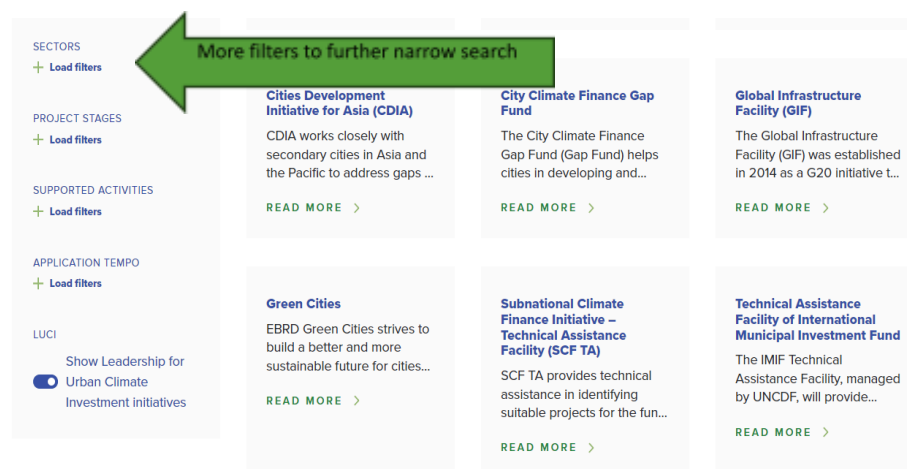 SECTORS
+ Load filters
PROJECT STAGES
+ Load filters
SUPPORTED ACTIVITIES
+ Load filters
APPLICATION TEMPO
+ Load filters
LUCI
Show Leadership for
Urban Climate
Investment initiatives
More filters to further narrow search
Cities Development
Initiative for Asia (CDIA)
CDIA works closely with
secondary cities in Asia and
the Pacific to address gaps ...
READ MORE >
City Climate Finance Gap
Fund
The City Climate Finance
Gap Fund (Gap Fund) helps
cities in developing and...
READ MORE >
Global Infrastructure
Facility (GIF)
The Global Infrastructure
Facility (GIF) was established
in 2014 as a G20 initiative t...
READ MORE >
Green Cities
EBRD Green Cities strives to
build a better and more
sustainable future for cities...
READ MORE >
Subnational Climate
Finance Initiative –
Technical Assistance
Facility (SCF TA)
SCF TA provides technical
assistance in identifying
suitable projects for the fun...
READ MORE >
Technical Assistance
Facility of International
Municipal Investment Fund
The IMIF Technical
Assistance Facility, managed
by UNCDF, will provide...
READ MORE >